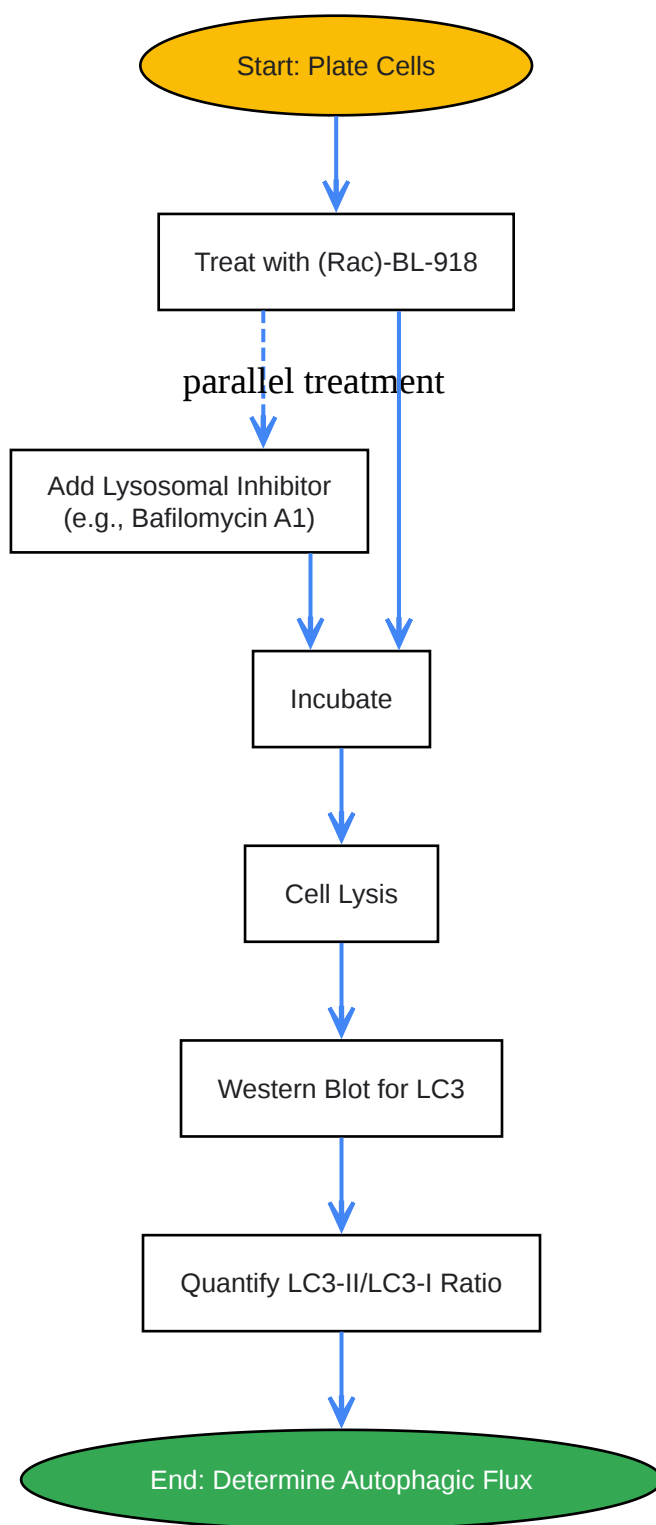 Start: Plate Cells
Treat with (Rac)-BL-918
parallel treatment
Add Lysosomal Inhibitor
(e.g., Bafilomycin A1)
Incubate
Cell Lysis
Western Blot for LC3
Quantify LC3-II/LC3-I Ratio
End: Determine Autophagic Flux